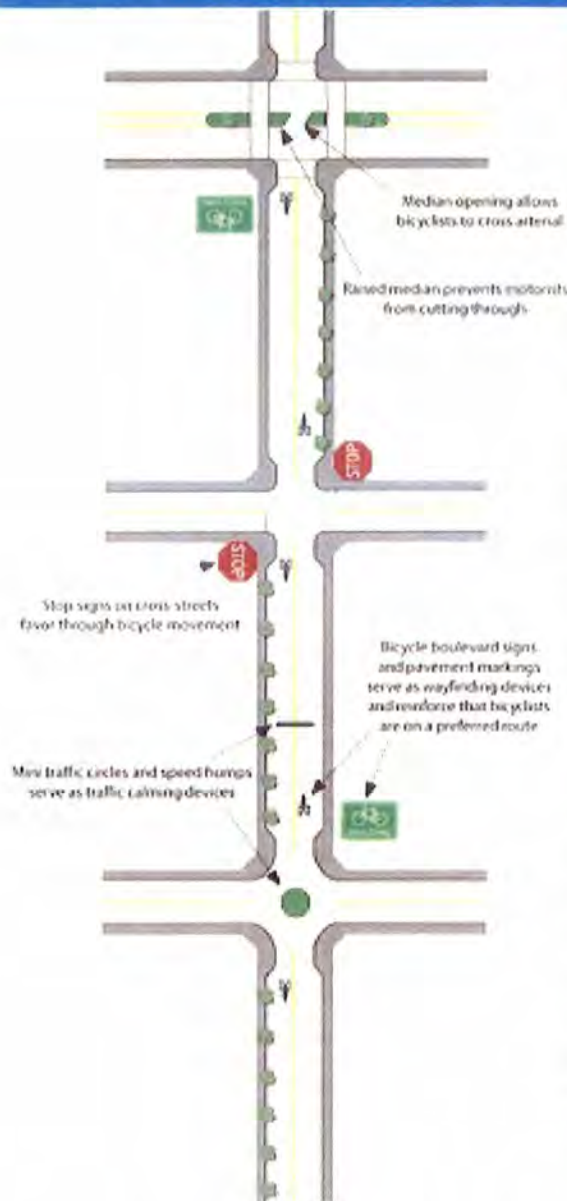 Median opening allows
bicyclists to cross arterial
Raised median prevents motorists
from cutting through
STOP
STOP
Stop signs on cross streets
favor through bicycle movement
Bicycle boulevard signs
and pavement markings
serve as wayfinding devices
and reinforce that bicyclists
are on a preferred route
Mini traffic circles and speed humps
serve as traffic calming devices